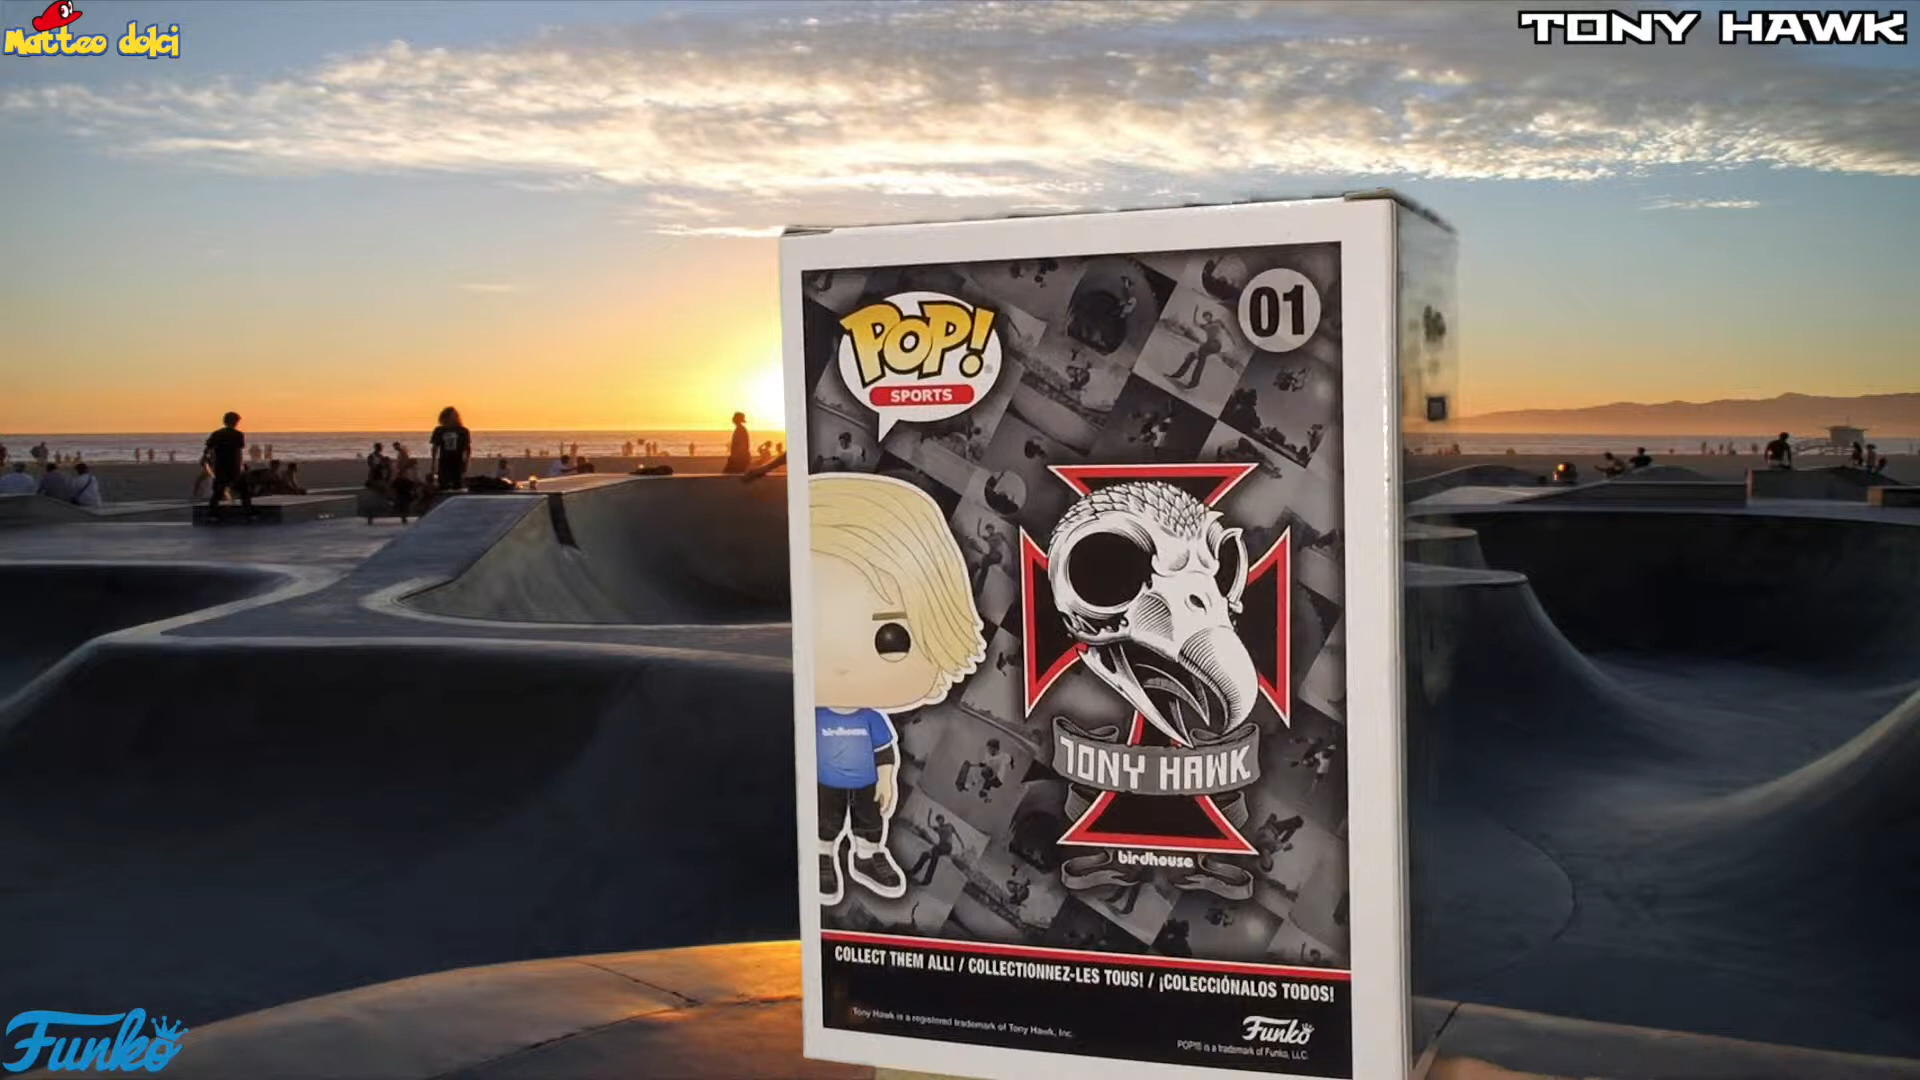 Matteo dolci
TONY HAWK
POP!
SPORTS
01
birdhouse
TONY HAWK
birdhouse
COLLECT THEM ALL! / COLLECTIONNEZ-LES TOUS! / ¡COLECCIÓNALOS TODOS!
Tony Hawk is a registered trademark of Tony Hawk, Inc.
Funko
POP!® is a trademark of Funko, LLC.
Funko